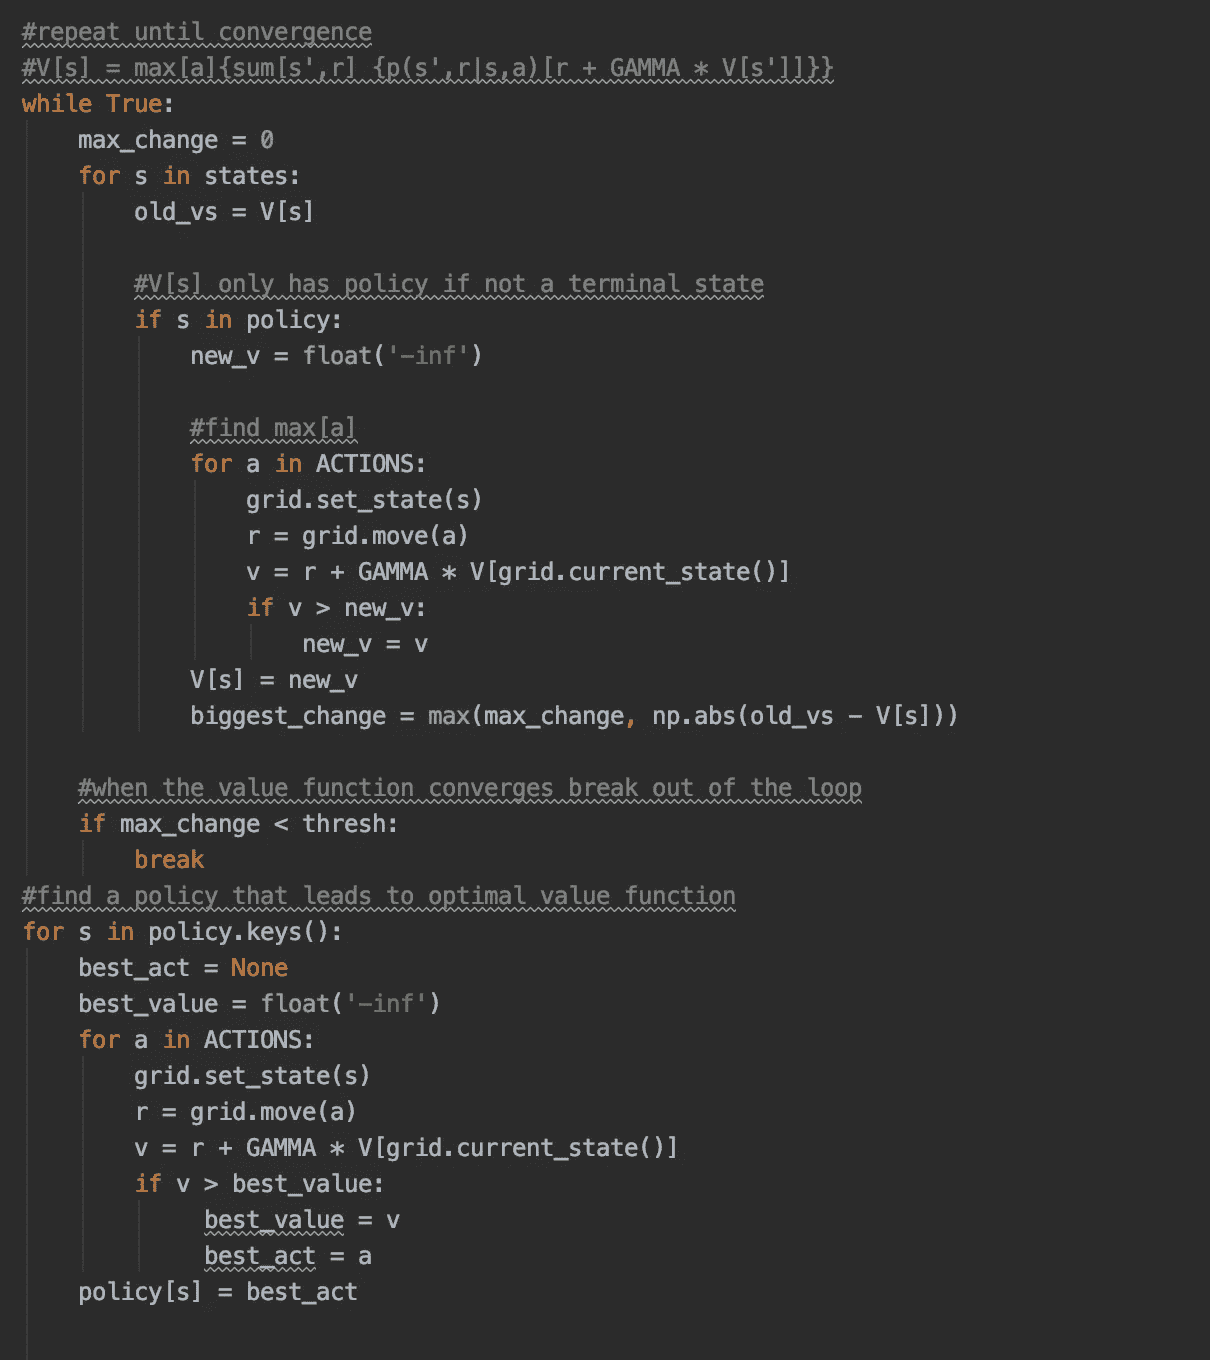 #repeat until convergence
#V[s] = max[a]{sum[s',r] {p(s',r|s,a)[r + GAMMA * V[s']]}}
while True:
    max_change = 0
    for s in states:
        old_vs = V[s]

        #V[s] only has policy if not a terminal state
        if s in policy:
            new_v = float('-inf')

            #find max[a]
            for a in ACTIONS:
                grid.set_state(s)
                r = grid.move(a)
                v = r + GAMMA * V[grid.current_state()]
                if v > new_v:
                    new_v = v
            V[s] = new_v
            biggest_change = max(max_change, np.abs(old_vs - V[s]))

    #when the value function converges break out of the loop
    if max_change < thresh:
        break
#find a policy that leads to optimal value function
for s in policy.keys():
    best_act = None
    best_value = float('-inf')
    for a in ACTIONS:
        grid.set_state(s)
        r = grid.move(a)
        v = r + GAMMA * V[grid.current_state()]
        if v > best_value:
             best_value = v
             best_act = a
    policy[s] = best_act